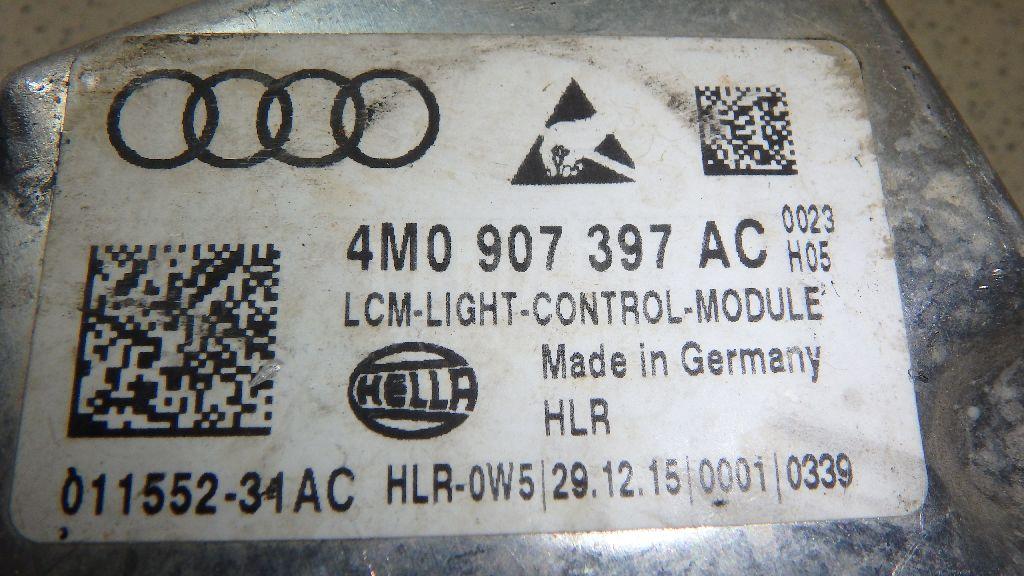 4M0 907 397 AC 0023
H05
LCM-LIGHT-CONTROL-MODULE
HELLA
Made in Germany
HLR
011552-31AC HLR-0W5|29.12.15|0001|0339